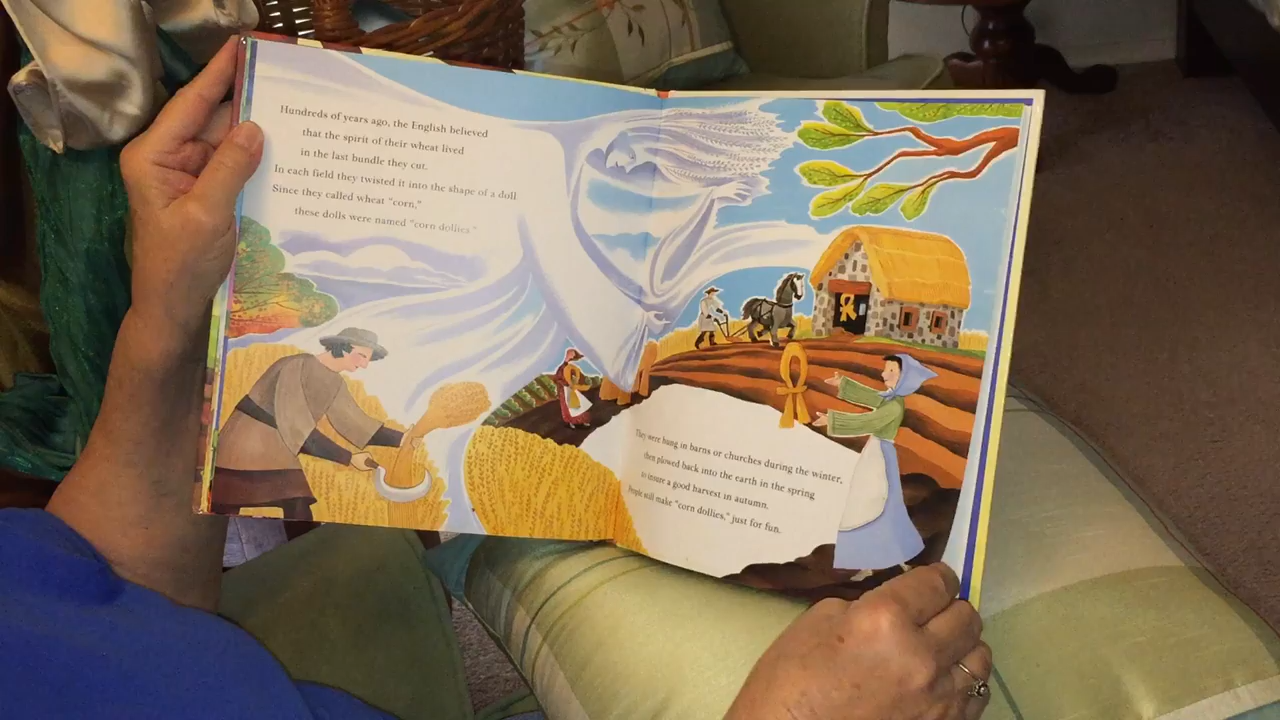 Hundreds of years ago, the English believed
that the spirit of their wheat lived
in the last bundle they cut.
In each field they twisted it into the shape of a doll.
Since they called wheat "corn,"
these dolls were named "corn dollies."
They were hung in barns or churches during the winter,
then plowed back into the earth in the spring
to insure a good harvest in autumn.
People still make "corn dollies," just for fun.